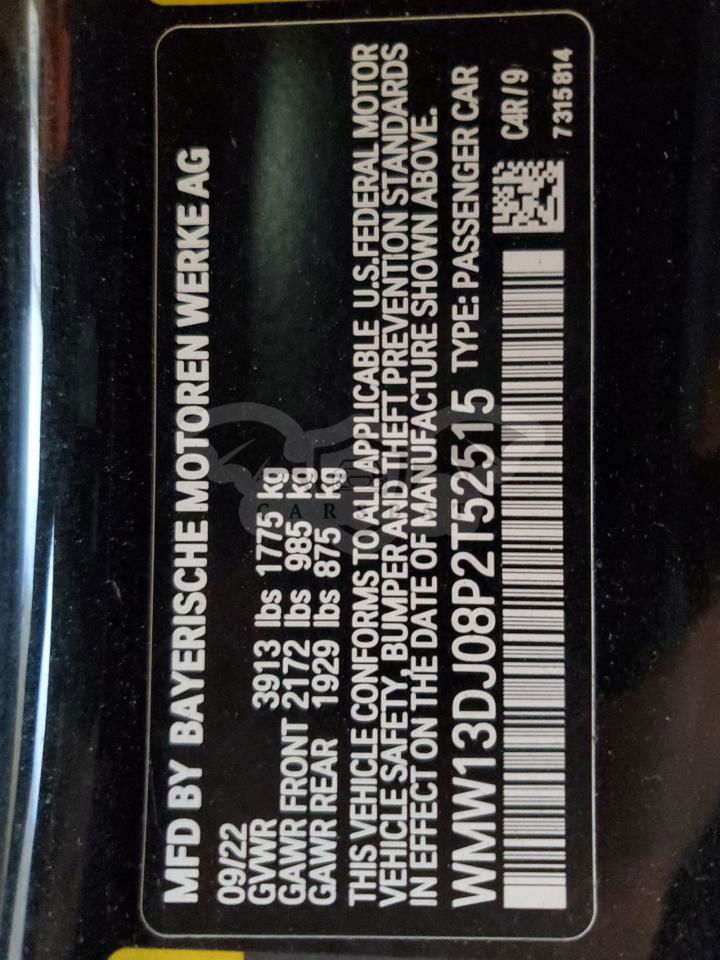 MFD BY BAYERISCHE MOTOREN WERKE AG
09/22
GVWR 3913 lbs 1775 kg
GAWR FRONT 2172 lbs 985 kg
GAWR REAR 1929 lbs 875 kg
THIS VEHICLE CONFORMS TO ALL APPLICABLE U.S. FEDERAL MOTOR
VEHICLE SAFETY, BUMPER AND THEFT PREVENTION STANDARDS
IN EFFECT ON THE DATE OF MANUFACTURE SHOWN ABOVE.
WMW13DJ08P2T52515 TYPE: PASSENGER CAR
C4R/9
7315814